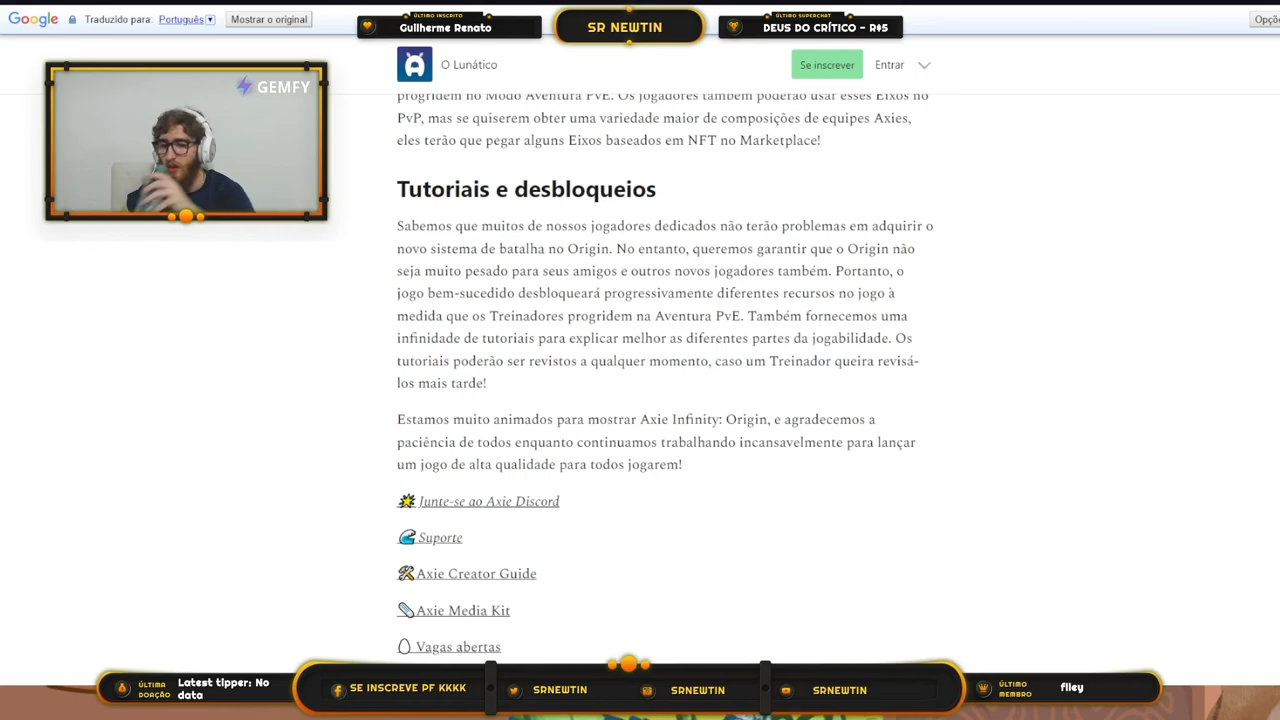 Google Traduzido para: Português Mostrar o original
ÚLTIMO INSCRITO
Guilherme Renato
SR NEWTIN
ÚLTIMO SUPERCHAT
DEUS DO CRÍTICO - R$5
Opçõe
GEMFY
O Lunático
Se inscrever
Entrar
progridem no Modo Aventura PvE. Os jogadores também poderão usar esses Eixos no
PvP, mas se quiserem obter uma variedade maior de composições de equipes Axies,
eles terão que pegar alguns Eixos baseados em NFT no Marketplace!
Tutoriais e desbloqueios
Sabemos que muitos de nossos jogadores dedicados não terão problemas em adquirir o
novo sistema de batalha no Origin. No entanto, queremos garantir que o Origin não
seja muito pesado para seus amigos e outros novos jogadores também. Portanto, o
jogo bem-sucedido desbloqueará progressivamente diferentes recursos no jogo à
medida que os Treinadores progridem na Aventura PvE. Também fornecemos uma
infinidade de tutoriais para explicar melhor as diferentes partes da jogabilidade. Os
tutoriais poderão ser revistos a qualquer momento, caso um Treinador queira revisá-
los mais tarde!
Estamos muito animados para mostrar Axie Infinity: Origin, e agradecemos a
paciência de todos enquanto continuamos trabalhando incansavelmente para lançar
um jogo de alta qualidade para todos jogarem!
Junte-se ao Axie Discord
Suporte
Axie Creator Guide
Axie Media Kit
Vagas abertas
ÚLTIMA
DOAÇÃO
Latest tipper: No
data
SE INSCREVE PF KKKK
SRNEWTIN
SRNEWTIN
SRNEWTIN
ÚLTIMO
MEMBRO
flley